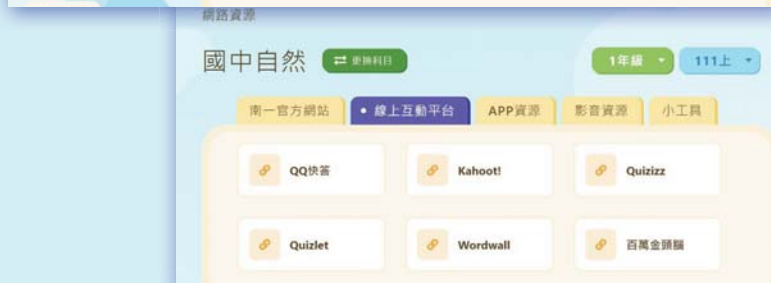 網路資源
國中自然 更換科目 1年級 111上
南一官方網站 • 線上互動平台 APP資源 影音資源 小工具
QQ快答 Kahoot! Quizizz
Quizlet Wordwall 百萬金頭腦